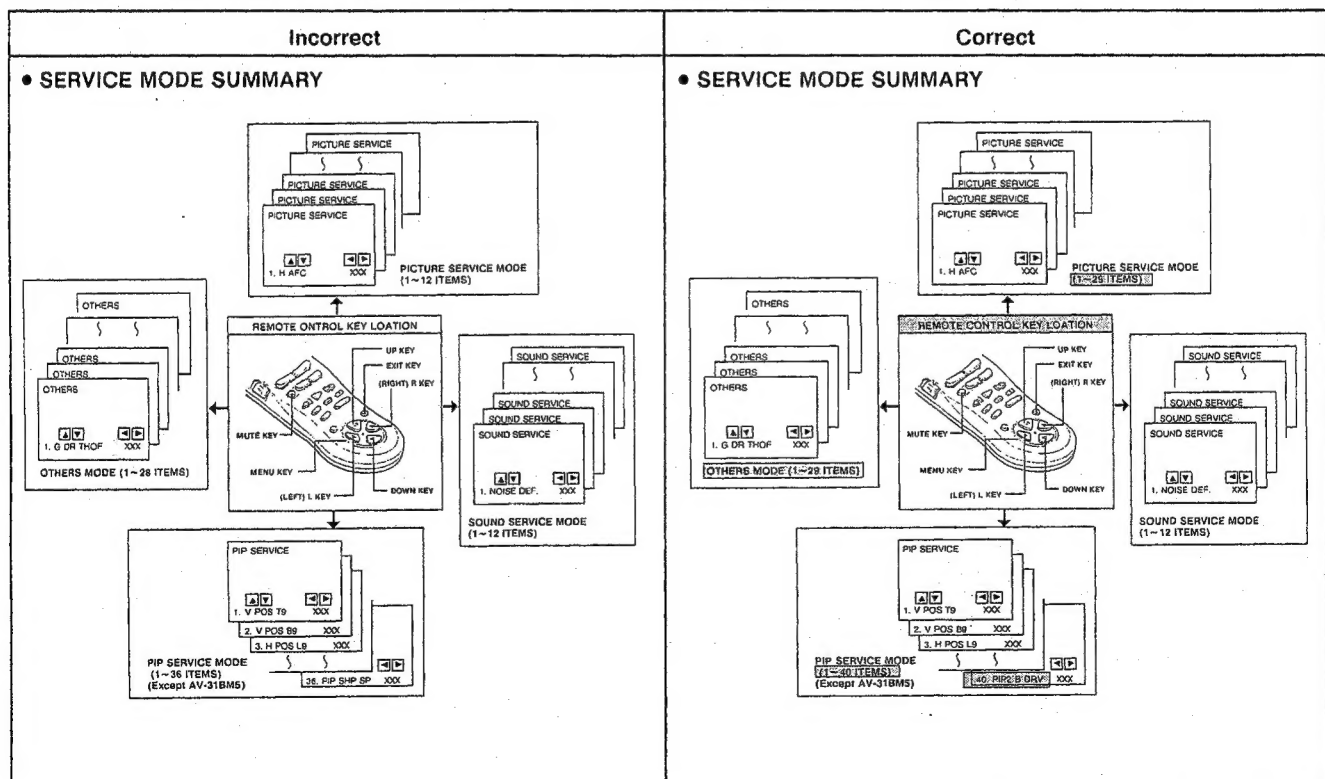 Incorrect
• SERVICE MODE SUMMARY
PICTURE SERVICE
PICTURE SERVICE
PICTURE SERVICE
PICTURE SERVICE
1. H AFC XXX
PICTURE SERVICE MODE
(1~12 ITEMS)
OTHERS
OTHERS
OTHERS
OTHERS
1. G DR THOF XXX
OTHERS MODE (1~28 ITEMS)
REMOTE ONTROL KEY LOATION
UP KEY
EXIT KEY
(RIGHT) R KEY
MUTE KEY
MENU KEY
(LEFT) L KEY
DOWN KEY
SOUND SERVICE
SOUND SERVICE
SOUND SERVICE
SOUND SERVICE
1. NOISE DEF. XXX
SOUND SERVICE MODE
(1~12 ITEMS)
PIP SERVICE
1. V POS T9 XXX
2. V POS B9 XXX
3. H POS L9 XXX
36. PIP SHP SP XXX
PIP SERVICE MODE
(1~36 ITEMS)
(Except AV-31BM5)
Correct
• SERVICE MODE SUMMARY
PICTURE SERVICE
PICTURE SERVICE
PICTURE SERVICE
PICTURE SERVICE
1. H AFC XXX
PICTURE SERVICE MODE
OTHERS
OTHERS
OTHERS
OTHERS
1. G DR THOF XXX
OTHERS MODE (1~29 ITEMS)
REMOTE CONTROL KEY LOATION
UP KEY
EXIT KEY
(RIGHT) R KEY
MUTE KEY
MENU KEY
(LEFT) L KEY
DOWN KEY
SOUND SERVICE
SOUND SERVICE
SOUND SERVICE
SOUND SERVICE
1. NOISE DEF. XXX
SOUND SERVICE MODE
(1~12 ITEMS)
PIP SERVICE
1. V POS T9 XXX
2. V POS B9 XXX
3. H POS L9 XXX
40. PIP2 B DRV XXX
PIP SERVICE MODE
(1~40 ITEMS)
(Except AV-31BM5)